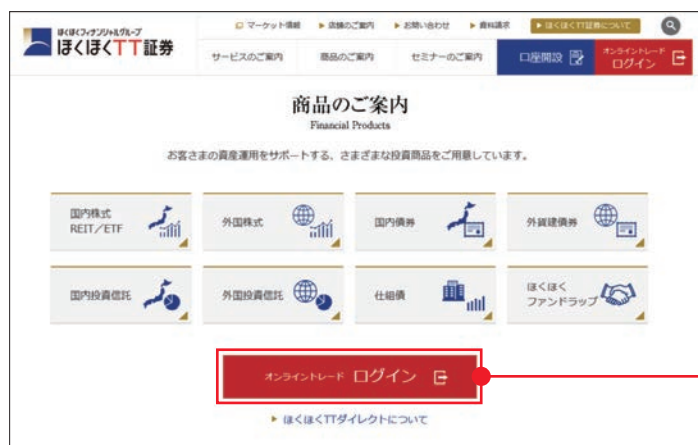 ほくほくフィナンシャルグループ
ほくほくTT証券
マーケット情報
店舗のご案内
お問い合わせ
資料請求
ほくほくTT証券について
サービスのご案内
商品のご案内
セミナーのご案内
口座開設
オンライントレード
ログイン
商品のご案内
Financial Products
お客さまの資産運用をサポートする、さまざまな投資商品をご用意しています。
国内株式
REIT/ETF
外国株式
国内債券
外貨建債券
国内投資信託
外国投資信託
仕組債
ほくほく
ファンドラップ
オンライントレード ログイン
ほくほくTTダイレクトについて